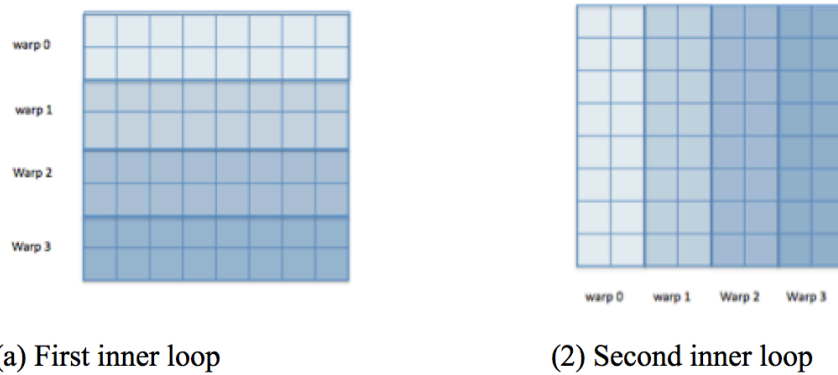 warp 0
warp 1
Warp 2
Warp 3
warp 0 warp 1 Warp 2 Warp 3
(a) First inner loop
(2) Second inner loop